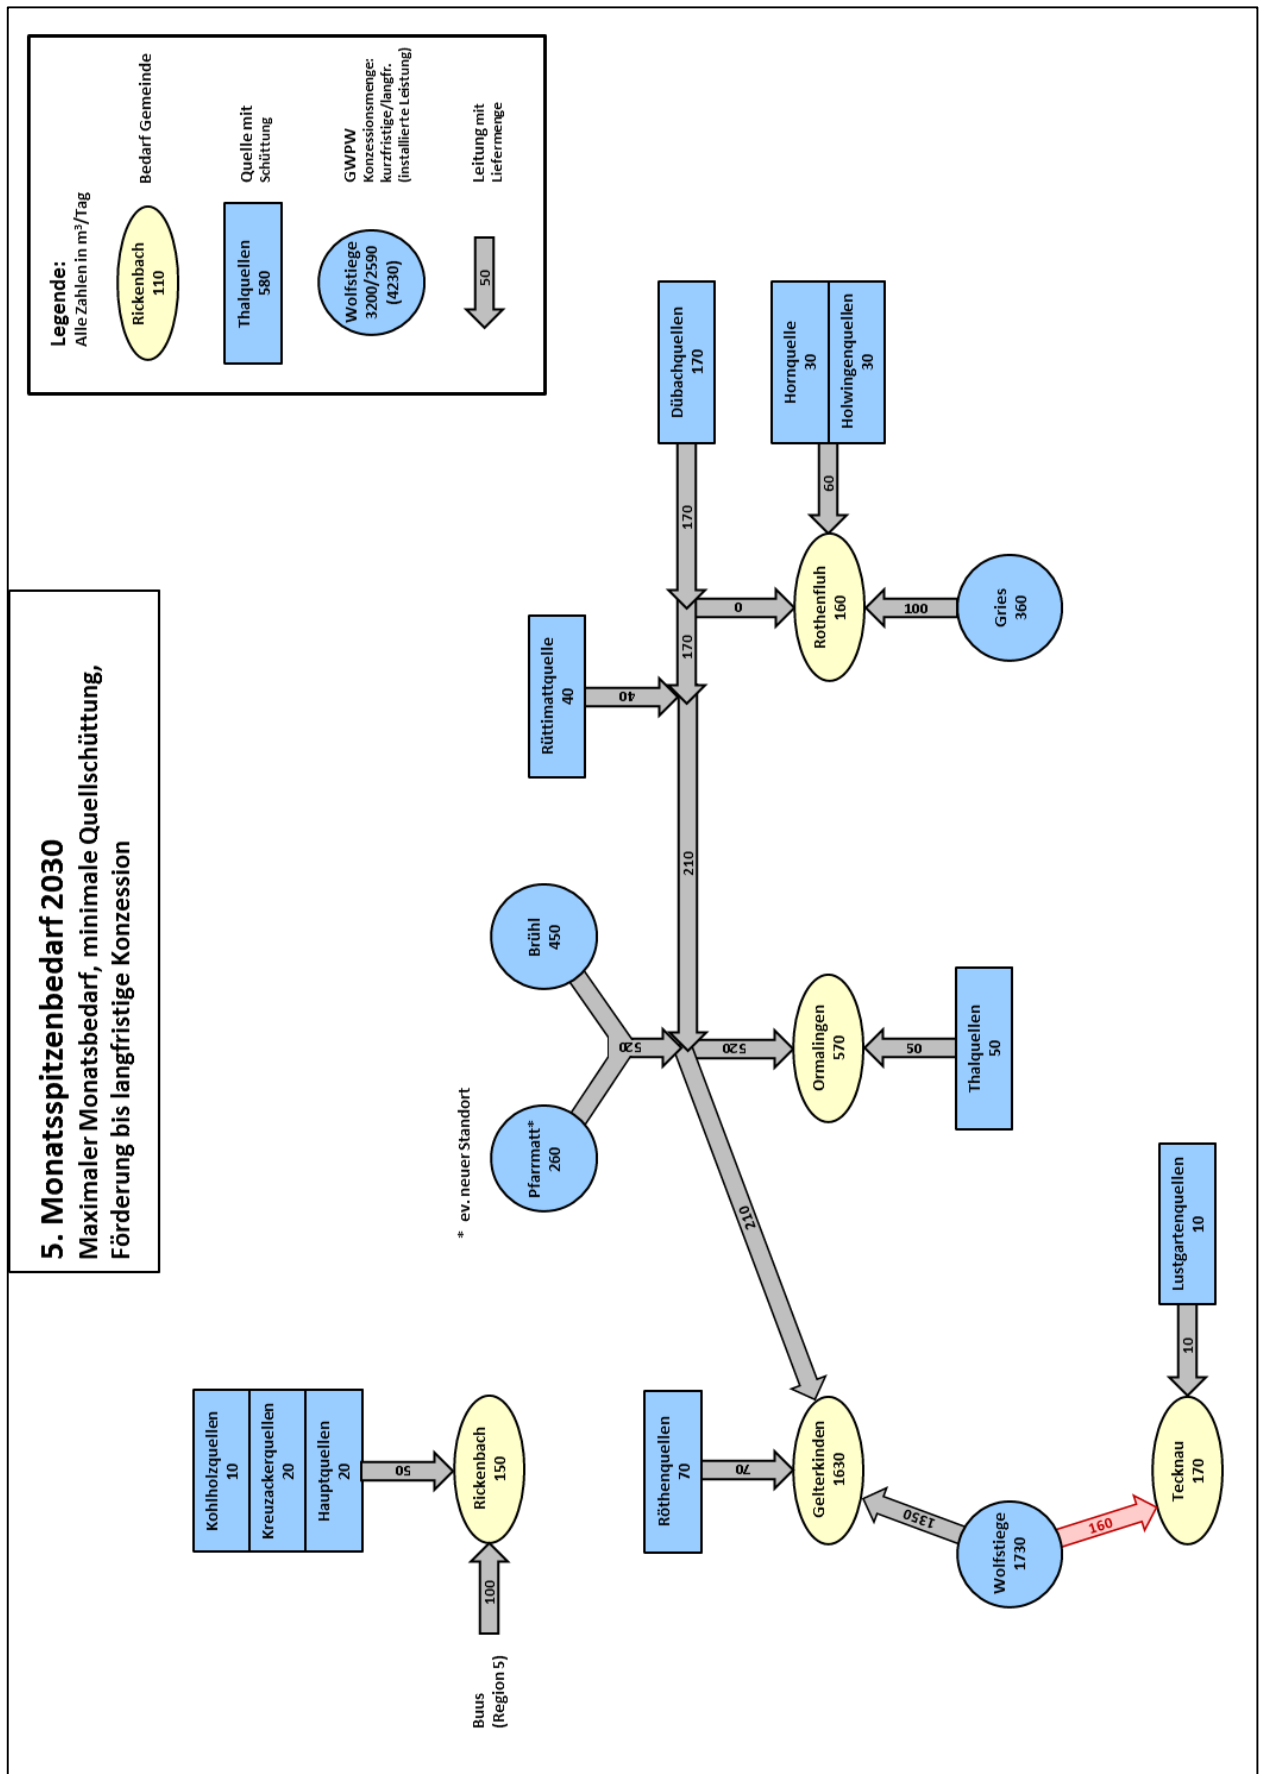 5. Monatsspitzenbedarf 2030
Maximaler Monatsbedarf, minimale Quellschüttung,
Förderung bis langfristige Konzession
Legende:
Alle Zahlen in m³/Tag
Rickenbach
110
Bedarf Gemeinde
Thalquellen
580
Quelle mit
Schüttung
Wolfstiege
3200/2590
(4230)
GWPW
Konzessionsmenge:
kurzfristige/langfr.
(installierte Leistung)
50
Leitung mit
Liefermenge
Kohlholzquellen
10
Kreuzackerquellen
20
Hauptquellen
20
50
Buus
(Region 5)
100
Rickenbach
150
* ev. neuer Standort
Pfarrmatt*
260
Brühl
450
520
Rüttimattquelle
40
40
Dübachquellen
170
170
170
210
210
520
0
Röthenquellen
70
70
Gelterkinden
1630
Ormalingen
570
Rothenfluh
160
60
Hornquelle
30
Holwingenquellen
30
1350
50
100
Wolfstiege
1730
Thalquellen
50
Gries
360
160
Tecknau
170
10
Lustgartenquellen
10